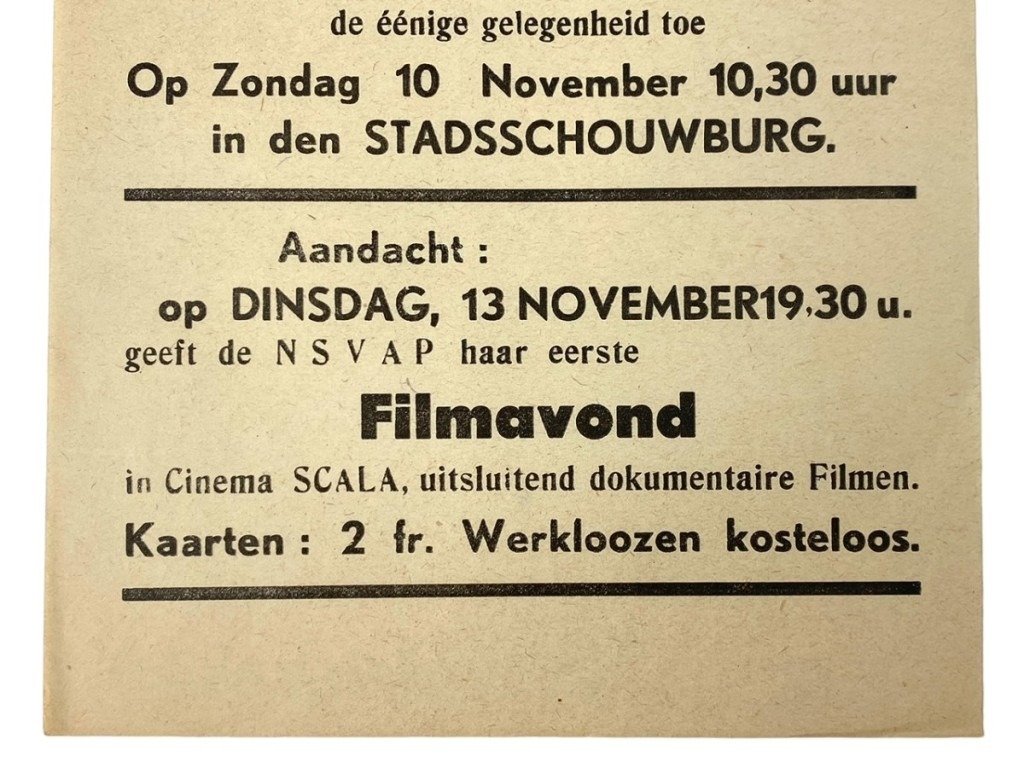 de éénige gelegenheid toe
Op Zondag 10 November 10,30 uur
in den STADSSCHOUWBURG.
Aandacht :
op DINSDAG, 13 NOVEMBER19.30 u.
geeft de N S V A P haar eerste
Filmavond
in Cinema SCALA, uitsluitend dokumentaire Filmen.
Kaarten : 2 fr. Werkloozen kosteloos.